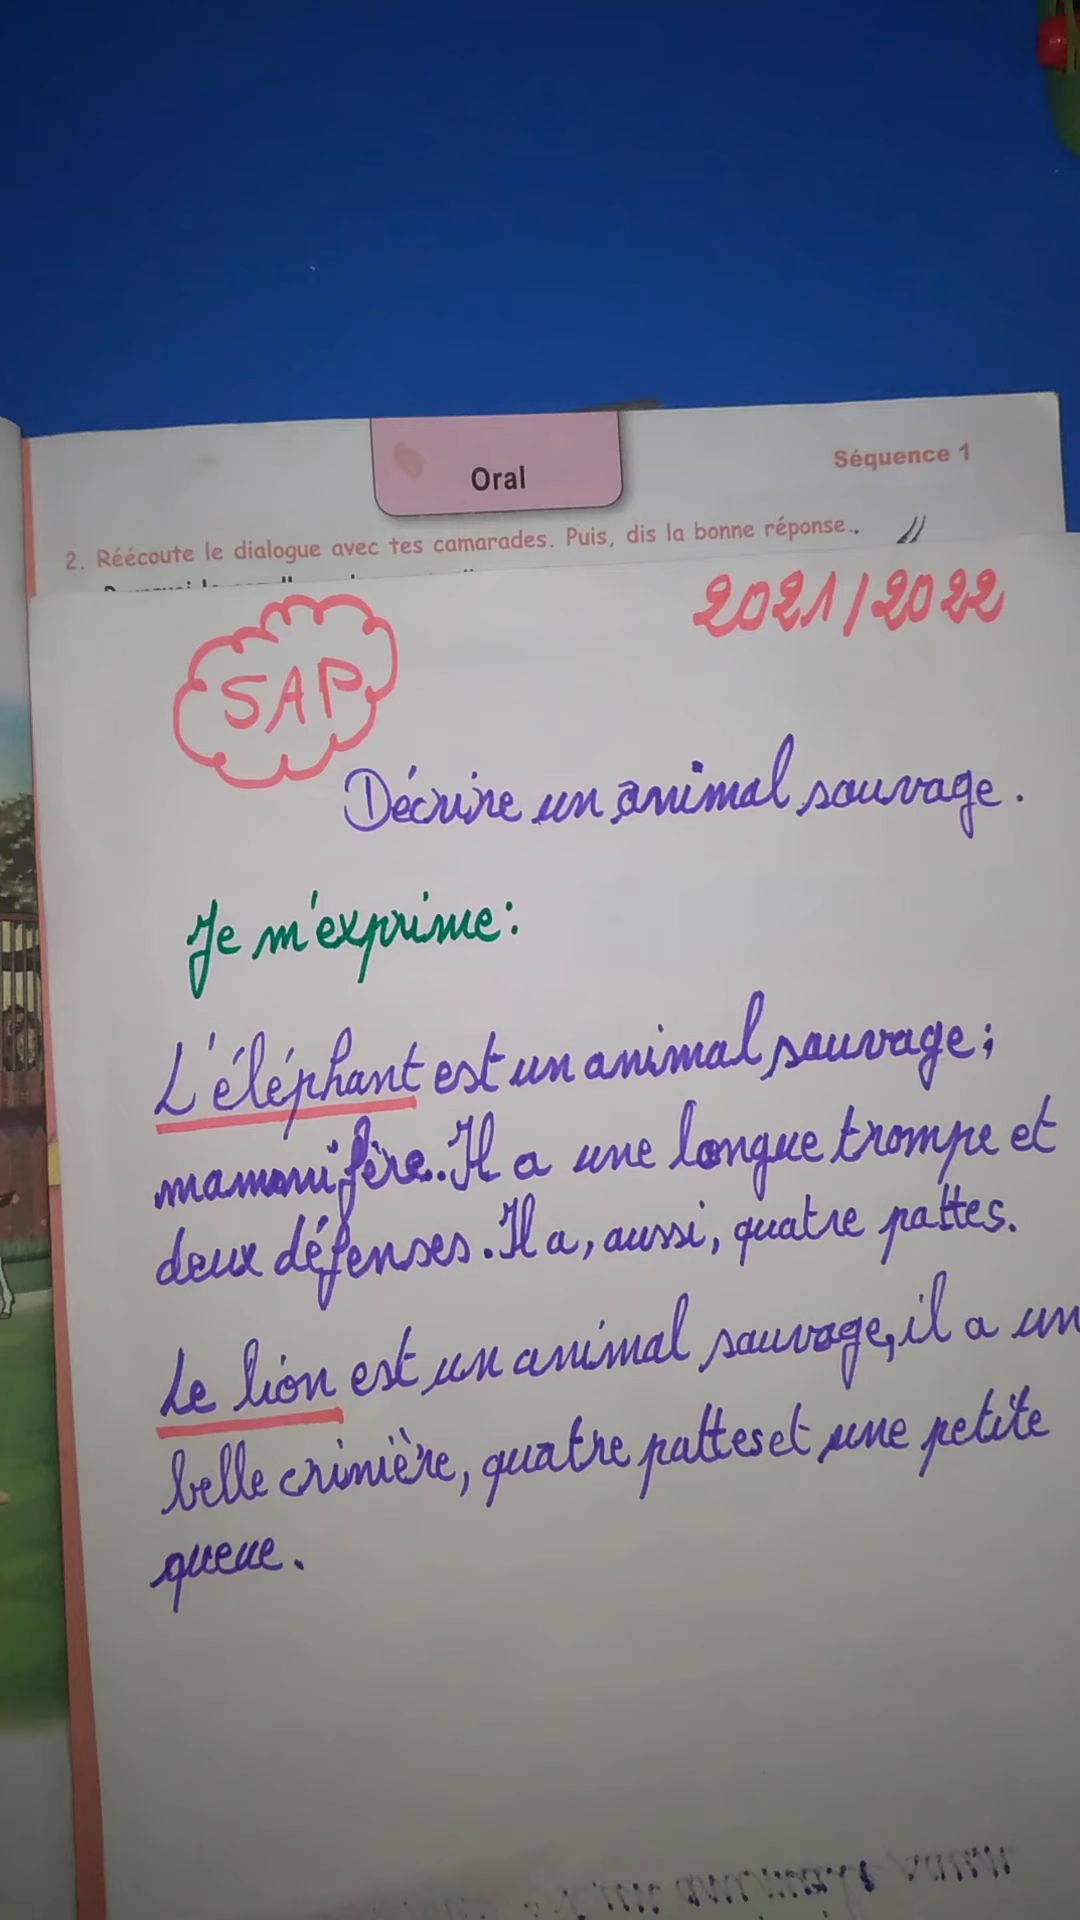 Oral
Séquence 1
2. Réécoute le dialogue avec tes camarades. Puis, dis la bonne réponse..
2021/2022
SAP
Décrire un animal sauvage.
Je m'exprime:
L'éléphant est un animal sauvage;
mammifère. Il a une longue trompe et
deux défenses. Il a, aussi, quatre pattes.
Le lion est un animal sauvage, il a un
belle crinière, quatre pattes et une petite
queue.